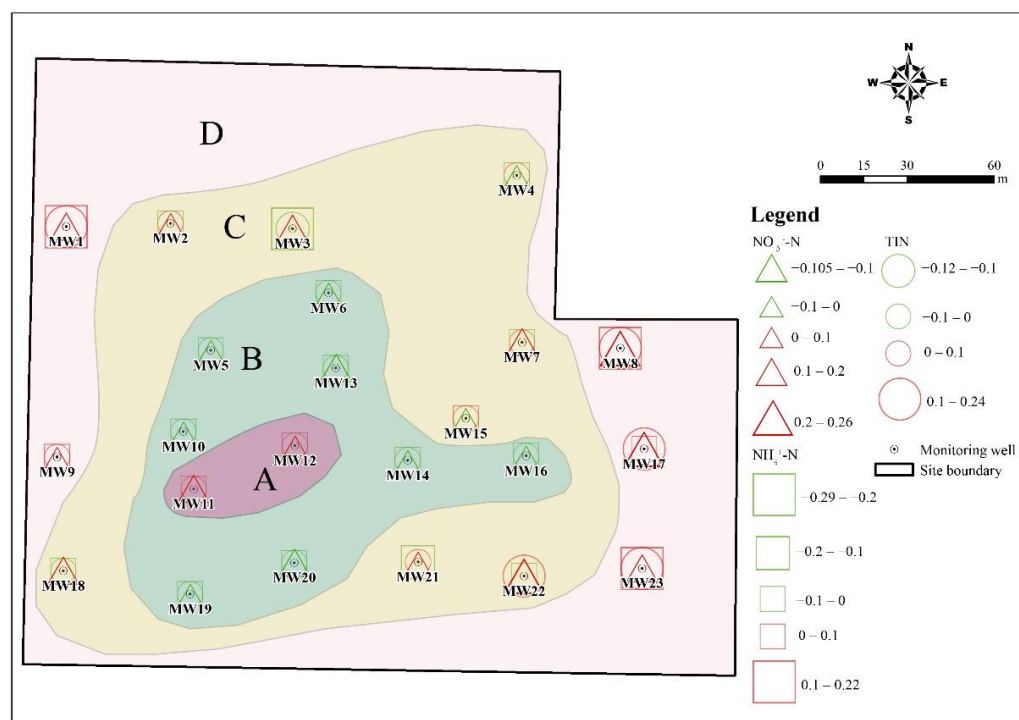 N
W E
S
0 15 30 60
m
D
C
B
A
MW1
MW2
MW3
MW4
MW5
MW6
MW7
MW8
MW9
MW10
MW11
MW12
MW13
MW14
MW15
MW16
MW17
MW18
MW19
MW20
MW21
MW22
MW23
Legend
NO₃⁻-N
−0.105 – −0.1
−0.1 – 0
0 – 0.1
0.1 – 0.2
0.2 – 0.26
NH₄⁺-N
−0.29 – −0.2
−0.2 – −0.1
−0.1 – 0
0 – 0.1
0.1 – 0.22
TIN
−0.12 – −0.1
−0.1 – 0
0 – 0.1
0.1 – 0.24
Monitoring well
Site boundary